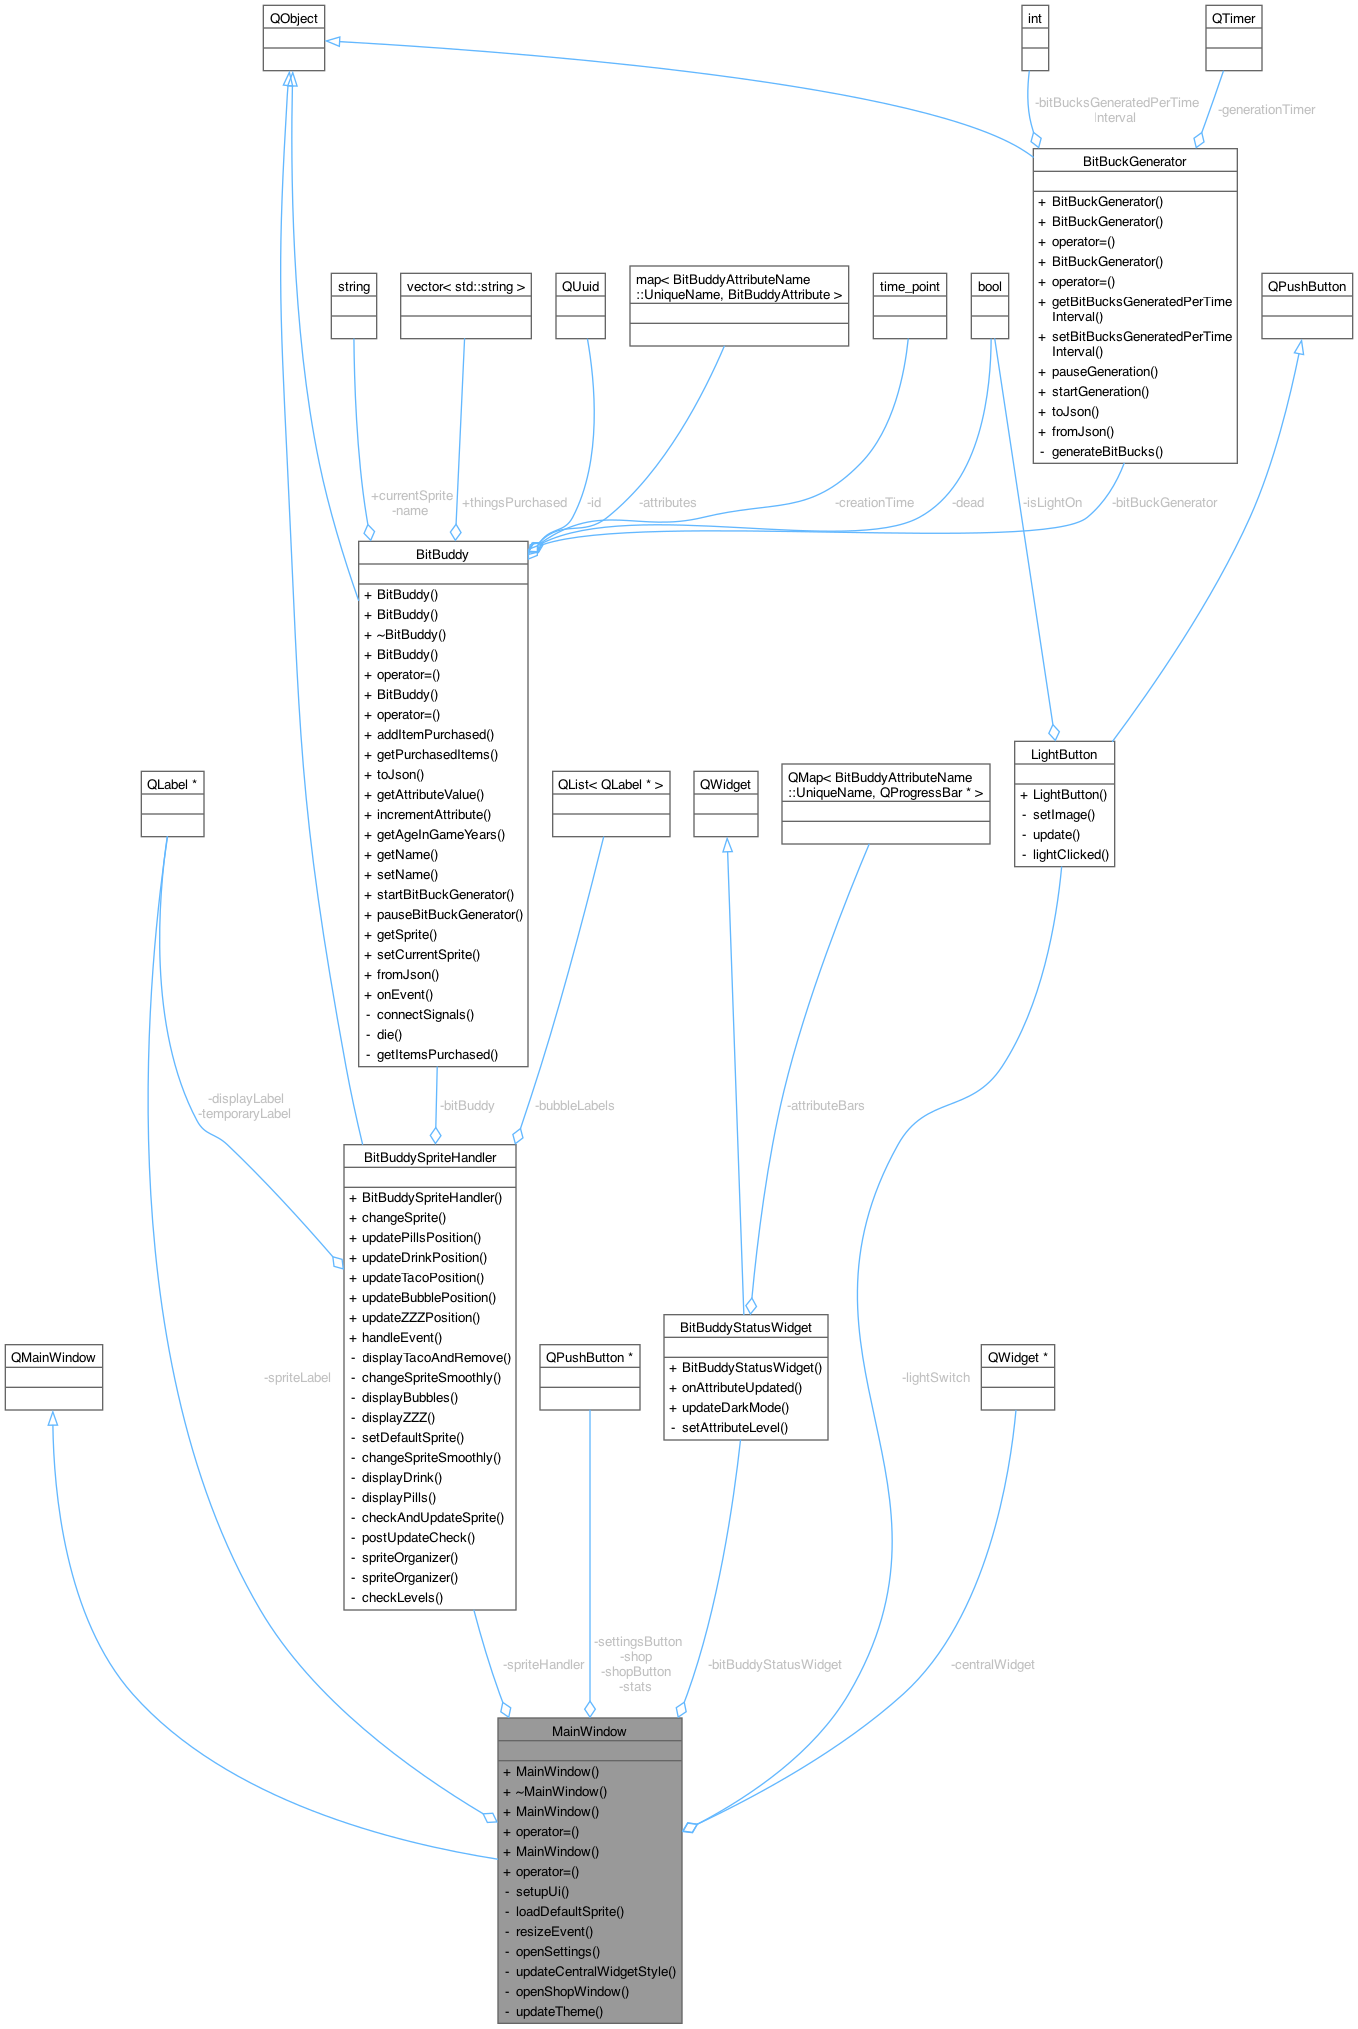 QObject
int
QTimer
-bitBucksGeneratedPerTime
Interval
-generationTimer
BitBuckGenerator
+ BitBuckGenerator()
+ BitBuckGenerator()
+ operator=()
+ BitBuckGenerator()
+ operator=()
+ getBitBucksGeneratedPerTime
Interval()
+ setBitBucksGeneratedPerTime
Interval()
+ pauseGeneration()
+ startGeneration()
+ toJson()
+ fromJson()
- generateBitBucks()
string
vector< std::string >
QUuid
map< BitBuddyAttributeName
::UniqueName, BitBuddyAttribute >
time_point
bool
QPushButton
+currentSprite
-name
+thingsPurchased
-id
-attributes
-creationTime
-dead
-isLightOn
-bitBuckGenerator
BitBuddy
+ BitBuddy()
+ BitBuddy()
+ ~BitBuddy()
+ BitBuddy()
+ operator=()
+ BitBuddy()
+ operator=()
+ addItemPurchased()
+ getPurchasedItems()
+ toJson()
+ getAttributeValue()
+ incrementAttribute()
+ getAgeInGameYears()
+ getName()
+ setName()
+ startBitBuckGenerator()
+ pauseBitBuckGenerator()
+ getSprite()
+ setCurrentSprite()
+ fromJson()
+ onEvent()
- connectSignals()
- die()
- getItemsPurchased()
LightButton
+ LightButton()
- setImage()
- update()
- lightClicked()
QLabel *
QList< QLabel * >
QWidget
QMap< BitBuddyAttributeName
::UniqueName, QProgressBar * >
-displayLabel
-temporaryLabel
-bitBuddy
-bubbleLabels
-attributeBars
BitBuddySpriteHandler
+ BitBuddySpriteHandler()
+ changeSprite()
+ updatePillsPosition()
+ updateDrinkPosition()
+ updateTacoPosition()
+ updateBubblePosition()
+ updateZZZPosition()
+ handleEvent()
- displayTacoAndRemove()
- changeSpriteSmoothly()
- displayBubbles()
- displayZZZ()
- setDefaultSprite()
- changeSpriteSmoothly()
- displayDrink()
- displayPills()
- checkAndUpdateSprite()
- postUpdateCheck()
- spriteOrganizer()
- spriteOrganizer()
- checkLevels()
QMainWindow
-spriteLabel
QPushButton *
BitBuddyStatusWidget
+ BitBuddyStatusWidget()
+ onAttributeUpdated()
+ updateDarkMode()
- setAttributeLevel()
-lightSwitch
QWidget *
-spriteHandler
-settingsButton
-shop
-shopButton
-stats
-bitBuddyStatusWidget
-centralWidget
MainWindow
+ MainWindow()
+ ~MainWindow()
+ MainWindow()
+ operator=()
+ MainWindow()
+ operator=()
- setupUi()
- loadDefaultSprite()
- resizeEvent()
- openSettings()
- updateCentralWidgetStyle()
- openShopWindow()
- updateTheme()